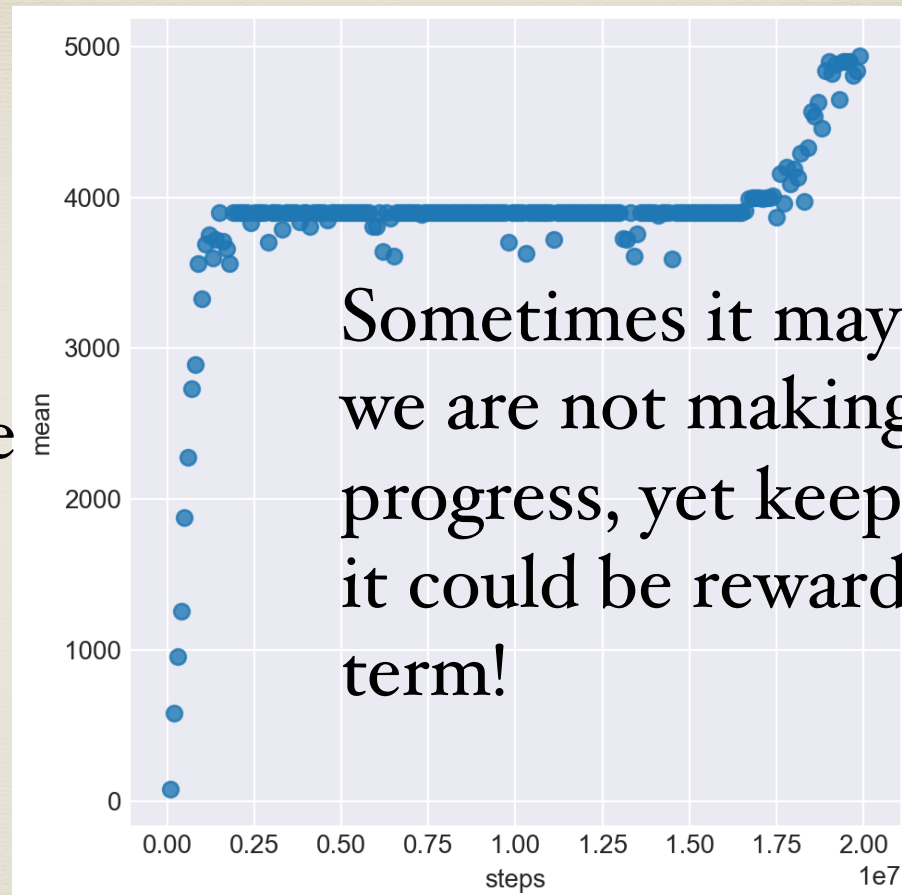 5000
4000
3000
2000
1000
0
mean
e
Sometimes it may
we are not making
progress, yet keep
it could be reward
term!
0.00 0.25 0.50 0.75 1.00 1.25 1.50 1.75 2.00
steps
1e7